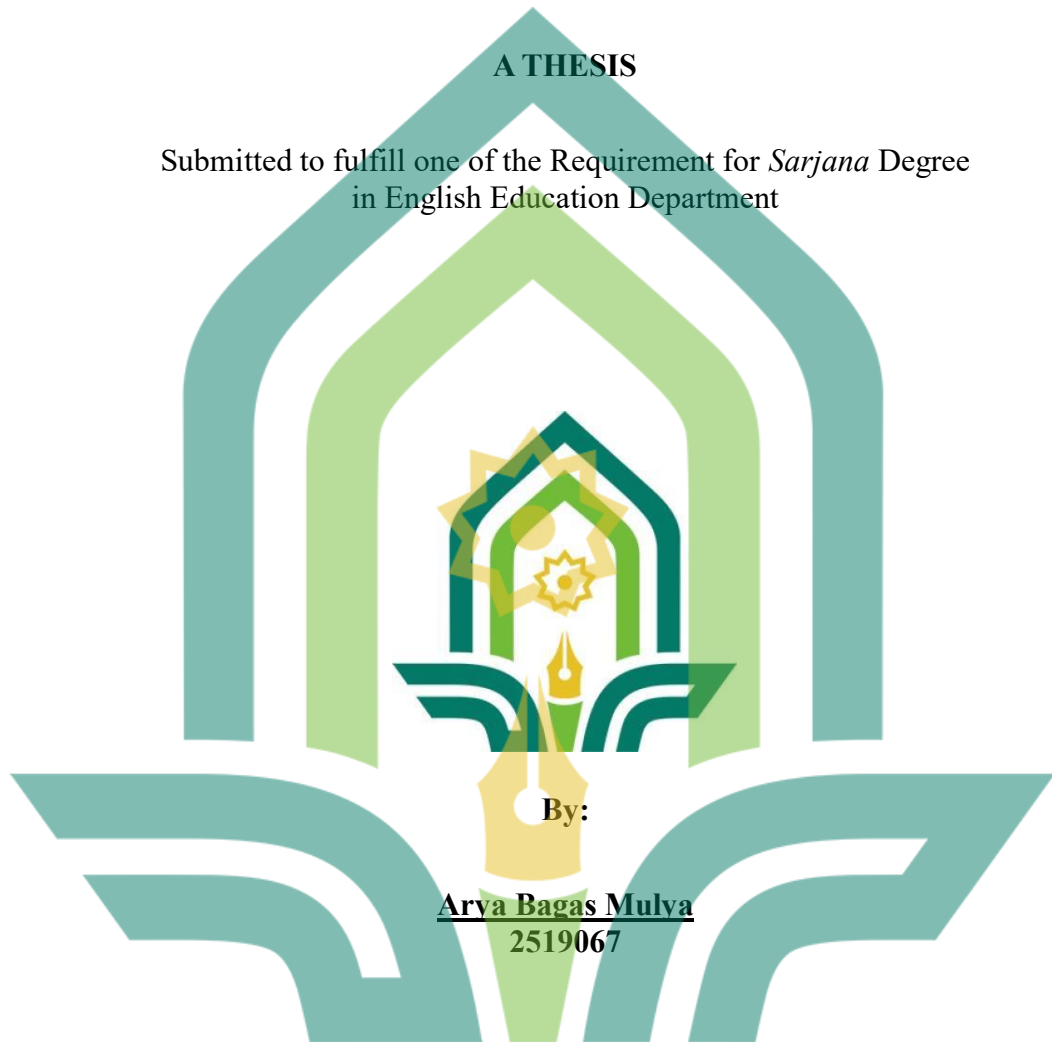 A THESIS
Submitted to fulfill one of the Requirement for Sarjana Degree
in English Education Department
By:
Arya Bagas Mulya
2519067